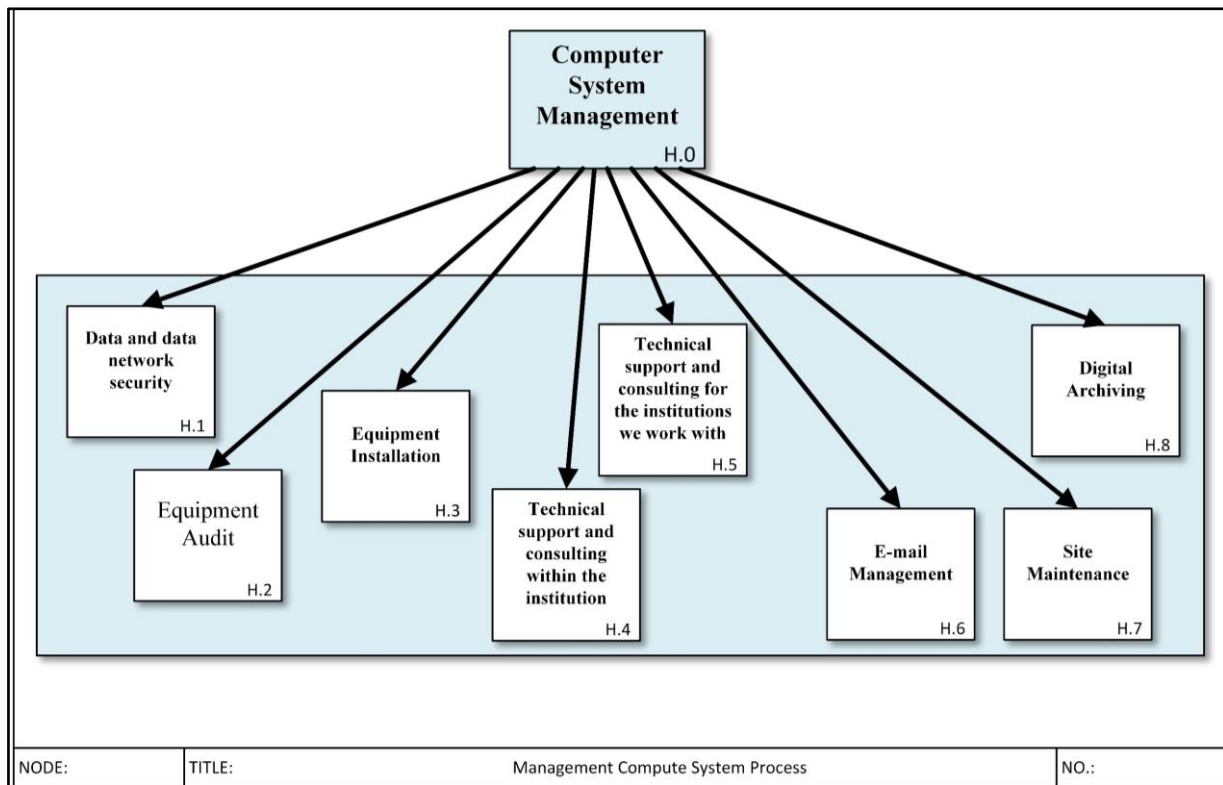 Computer
System
Management
H.0
Data and data
network
security
H.1
Equipment
Audit
H.2
Equipment
Installation
H.3
Technical
support and
consulting
within the
institution
H.4
Technical
support and
consulting for
the institutions
we work with
H.5
E-mail
Management
H.6
Site
Maintenance
H.7
Digital
Archiving
H.8
NODE:
TITLE:
Management Compute System Process
NO.: